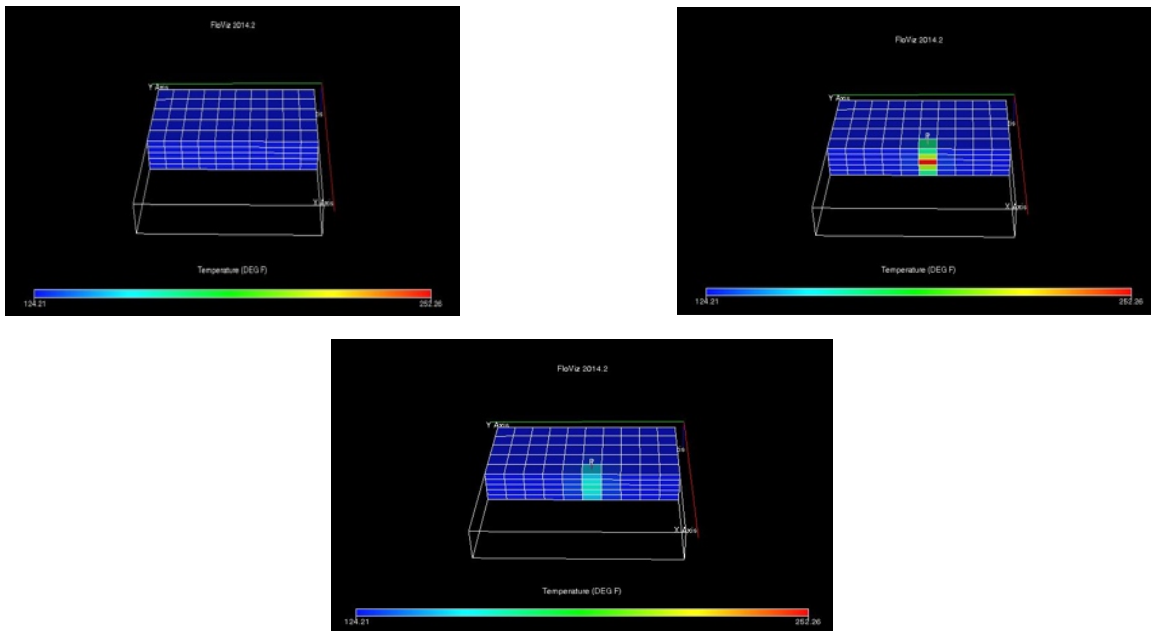 FloViz 2014.2
Y Axis
Y Axis
Temperature (DEG F)
124.21
252.26
FloViz 2014.2
Y Axis
P
Y Axis
Temperature (DEG F)
124.21
252.26
FloViz 2014.2
Y Axis
P
Y Axis
Temperature (DEG F)
124.21
252.26